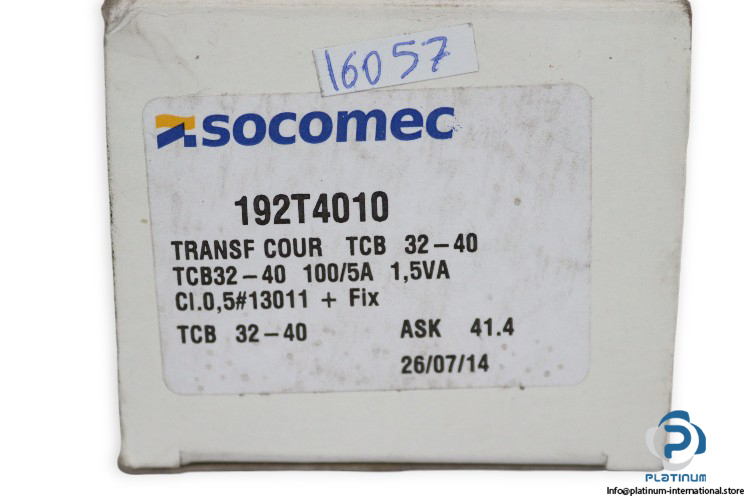 16057
socomec
192T4010
TRANSF COUR TCB 32-40
TCB32-40 100/5A 1,5VA
Cl.0,5#13011 + Fix
TCB 32-40 ASK 41.4
26/07/14
PLATINUM
Info@platinum-international.store